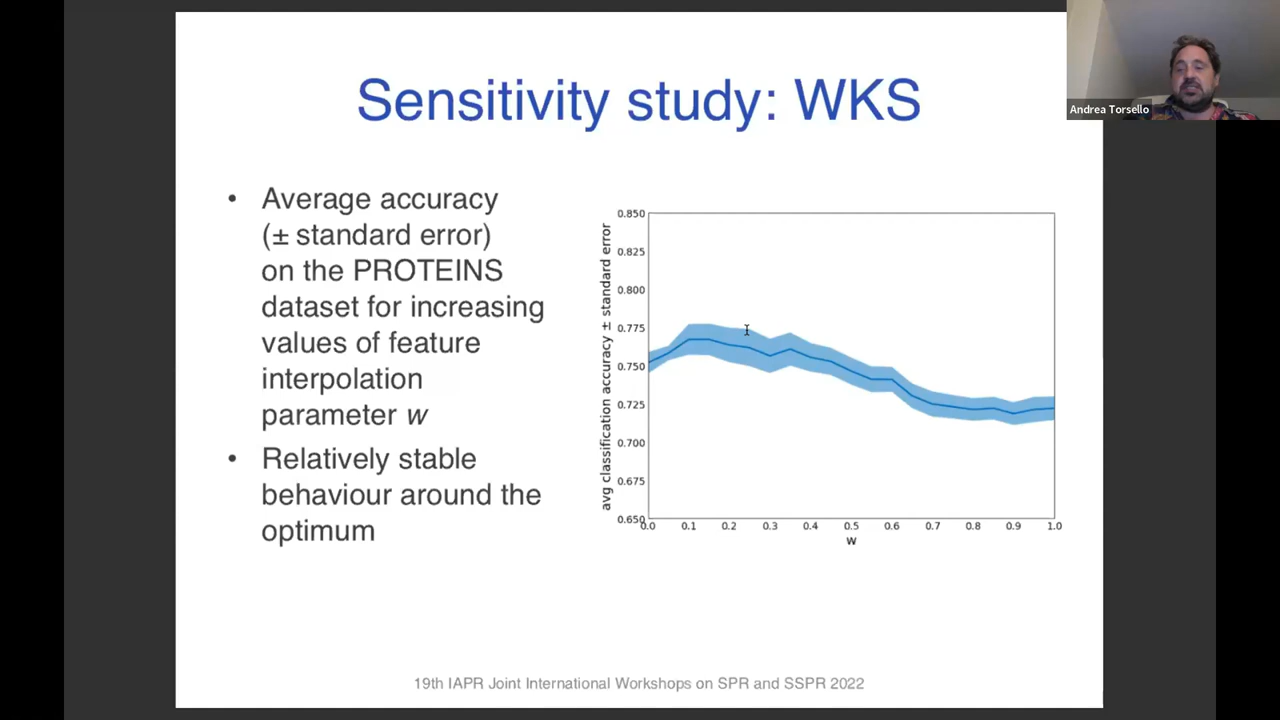 Andrea Torsello
Sensitivity study: WKS
• Average accuracy
(± standard error)
on the PROTEINS
dataset for increasing
values of feature
interpolation
parameter w
• Relatively stable
behaviour around the
optimum
avg classification accuracy ± standard error
0.850
0.825
0.800
0.775
0.750
0.725
0.700
0.675
0.650
0.0 0.1 0.2 0.3 0.4 0.5 0.6 0.7 0.8 0.9 1.0
w
19th IAPR Joint International Workshops on SPR and SSPR 2022